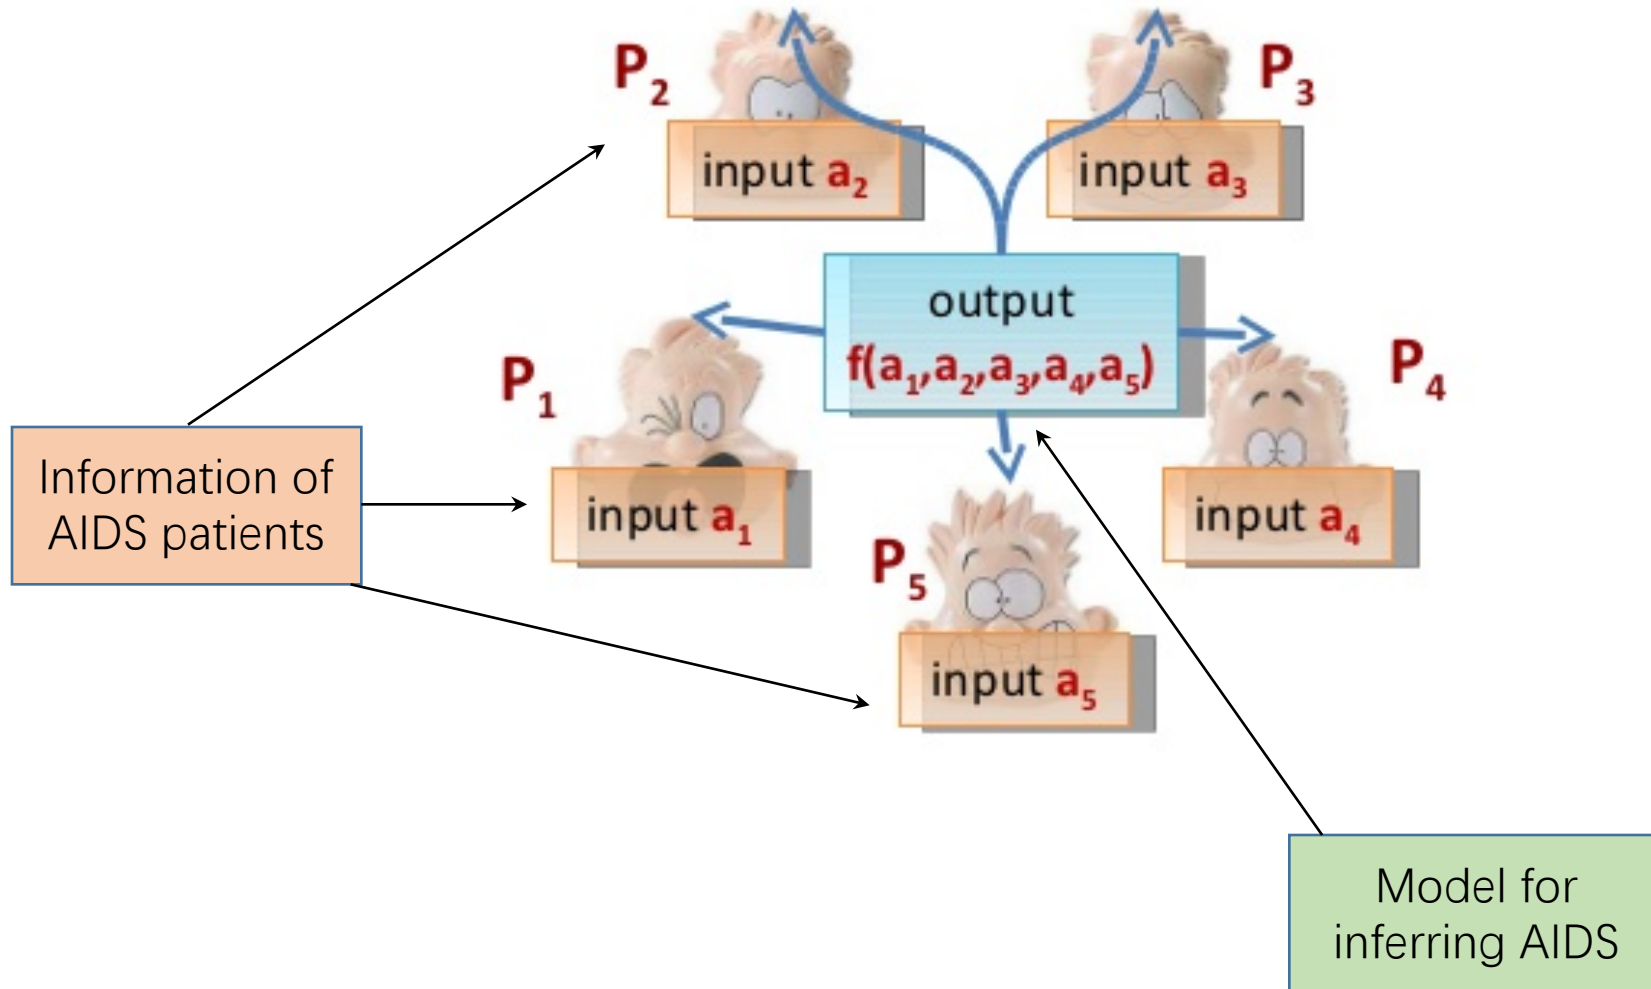 P2
P3
input a2
input a3
output
f(a1,a2,a3,a4,a5)
P1
P4
Information of
AIDS patients
input a1
input a4
P5
input a5
Model for
inferring AIDS